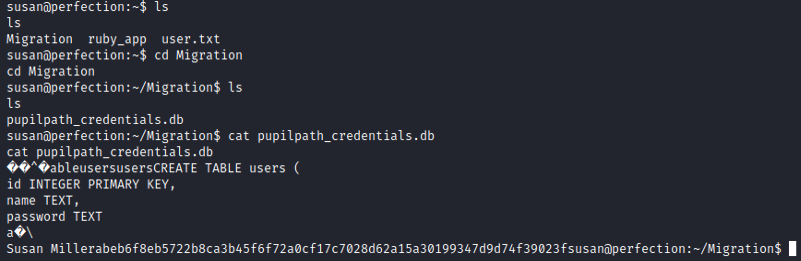 susan@perfection:~$ ls
ls
Migration  ruby_app  user.txt
susan@perfection:~$ cd Migration
cd Migration
susan@perfection:~/Migration$ ls
ls
pupilpath_credentials.db
susan@perfection:~/Migration$ cat pupilpath_credentials.db
cat pupilpath_credentials.db
��^�ableusersusersCREATE TABLE users (
id INTEGER PRIMARY KEY,
name TEXT,
password TEXT
a�\
Susan Millerabeb6f8eb5722b8ca3b45f6f72a0cf17c7028d62a15a30199347d9d74f39023fsusan@perfection:~/Migration$